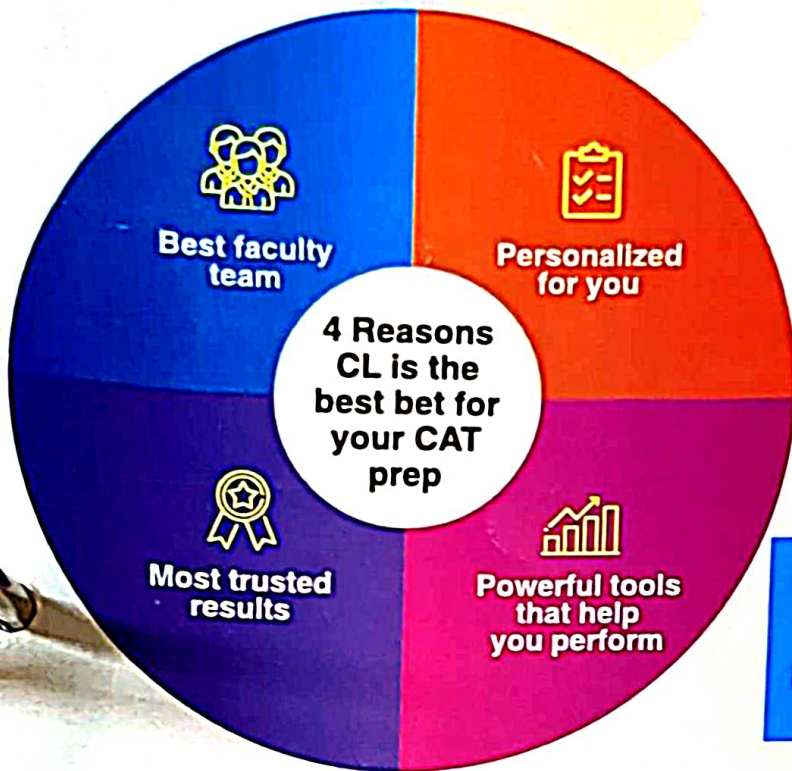 Best faculty
team
Personalized
for you
4 Reasons
CL is the
best bet for
your CAT
prep
Most trusted
results
Powerful tools
that help
you perform